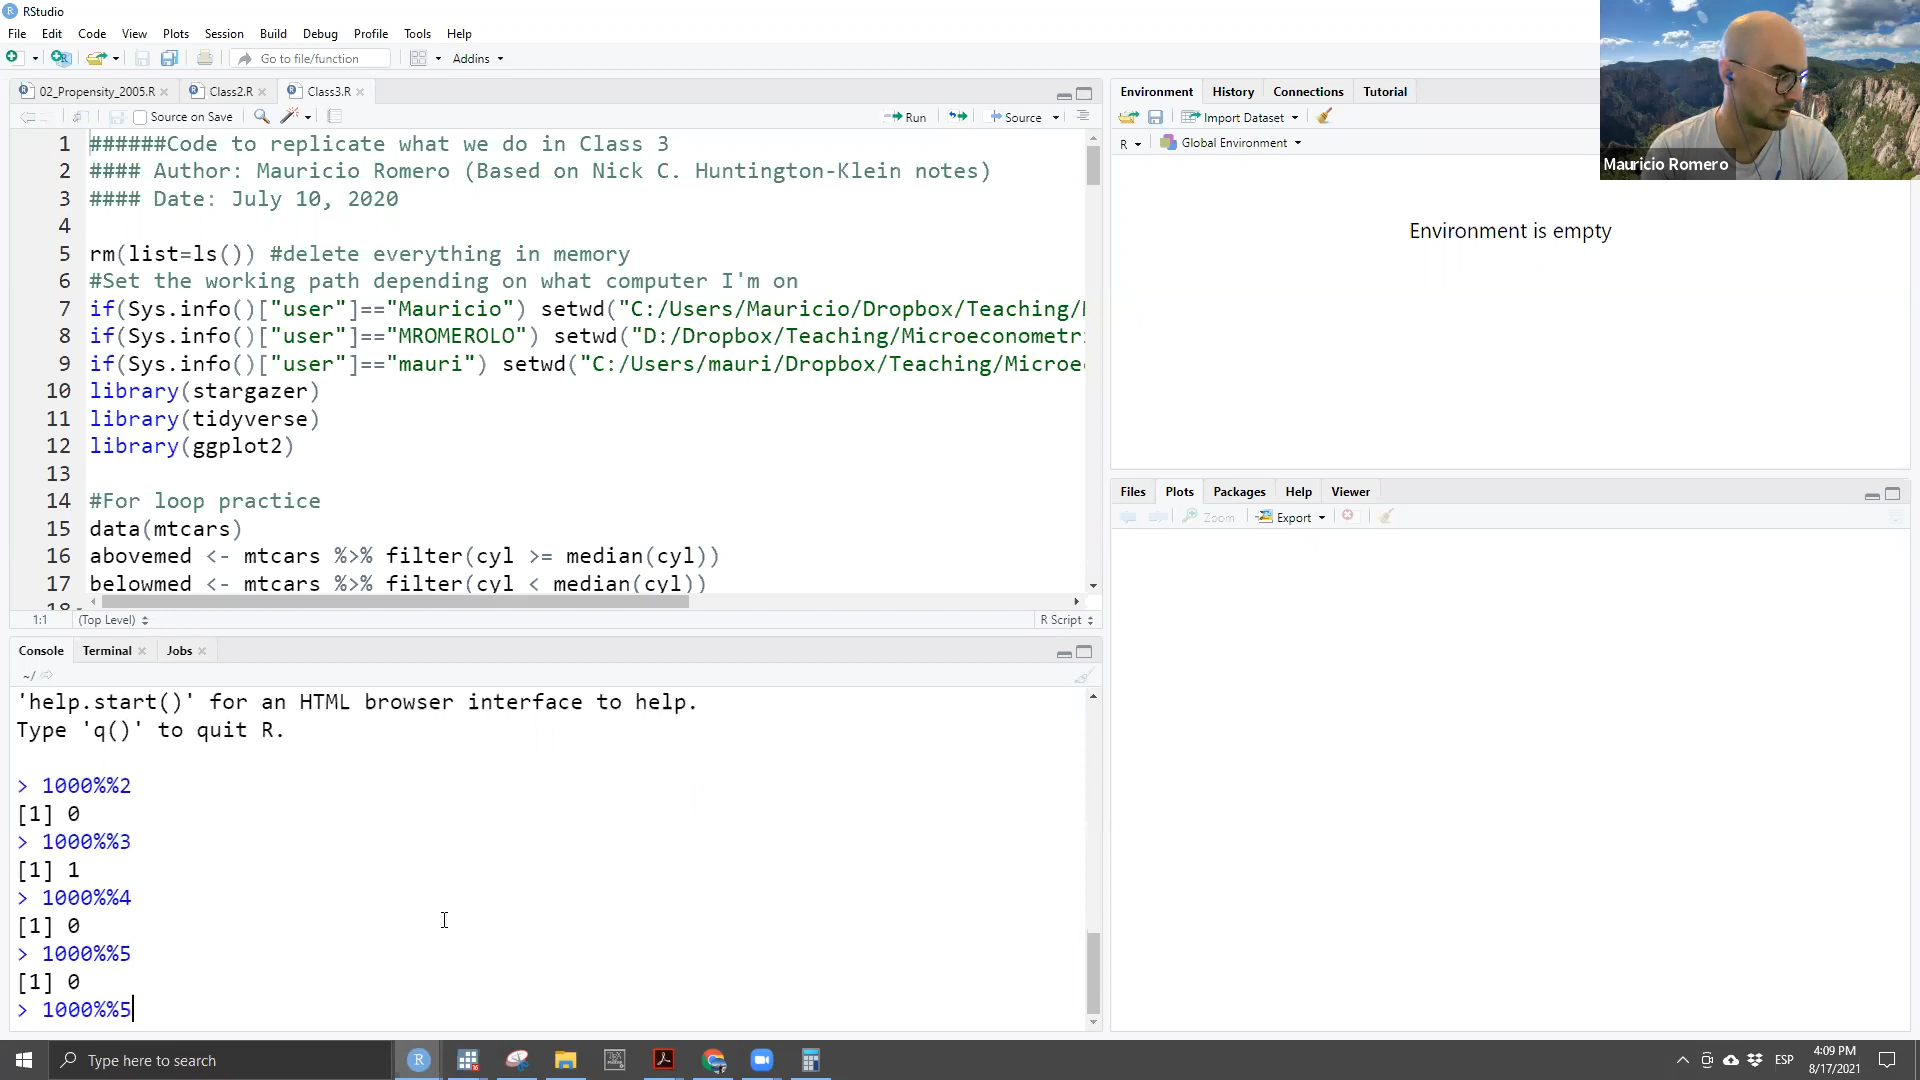 RStudio
File Edit Code View Plots Session Build Debug Profile Tools Help
Go to file/function Addins
02_Propensity_2005.R Class2.R Class3.R
Source on Save Run Source
1 ######Code to replicate what we do in Class 3
2 #### Author: Mauricio Romero (Based on Nick C. Huntington-Klein notes)
3 #### Date: July 10, 2020
4
5 rm(list=ls()) #delete everything in memory
6 #Set the working path depending on what computer I'm on
7 if(Sys.info()["user"]=="Mauricio") setwd("C:/Users/Mauricio/Dropbox/Teaching/
8 if(Sys.info()["user"]=="MROMEROLO") setwd("D:/Dropbox/Teaching/Microeconometr
9 if(Sys.info()["user"]=="mauri") setwd("C:/Users/mauri/Dropbox/Teaching/Microe
10 library(stargazer)
11 library(tidyverse)
12 library(ggplot2)
13
14 #For loop practice
15 data(mtcars)
16 abovemed <- mtcars %>% filter(cyl >= median(cyl))
17 belowmed <- mtcars %>% filter(cyl < median(cyl))
18
1:1 (Top Level) R Script
Console Terminal Jobs
~/
'help.start()' for an HTML browser interface to help.
Type 'q()' to quit R.
> 1000%%2
[1] 0
> 1000%%3
[1] 1
> 1000%%4
[1] 0
> 1000%%5
[1] 0
> 1000%%5
Environment History Connections Tutorial
Import Dataset
R Global Environment
Environment is empty
Mauricio Romero
Files Plots Packages Help Viewer
Zoom Export
Type here to search
ESP
4:09 PM
8/17/2021